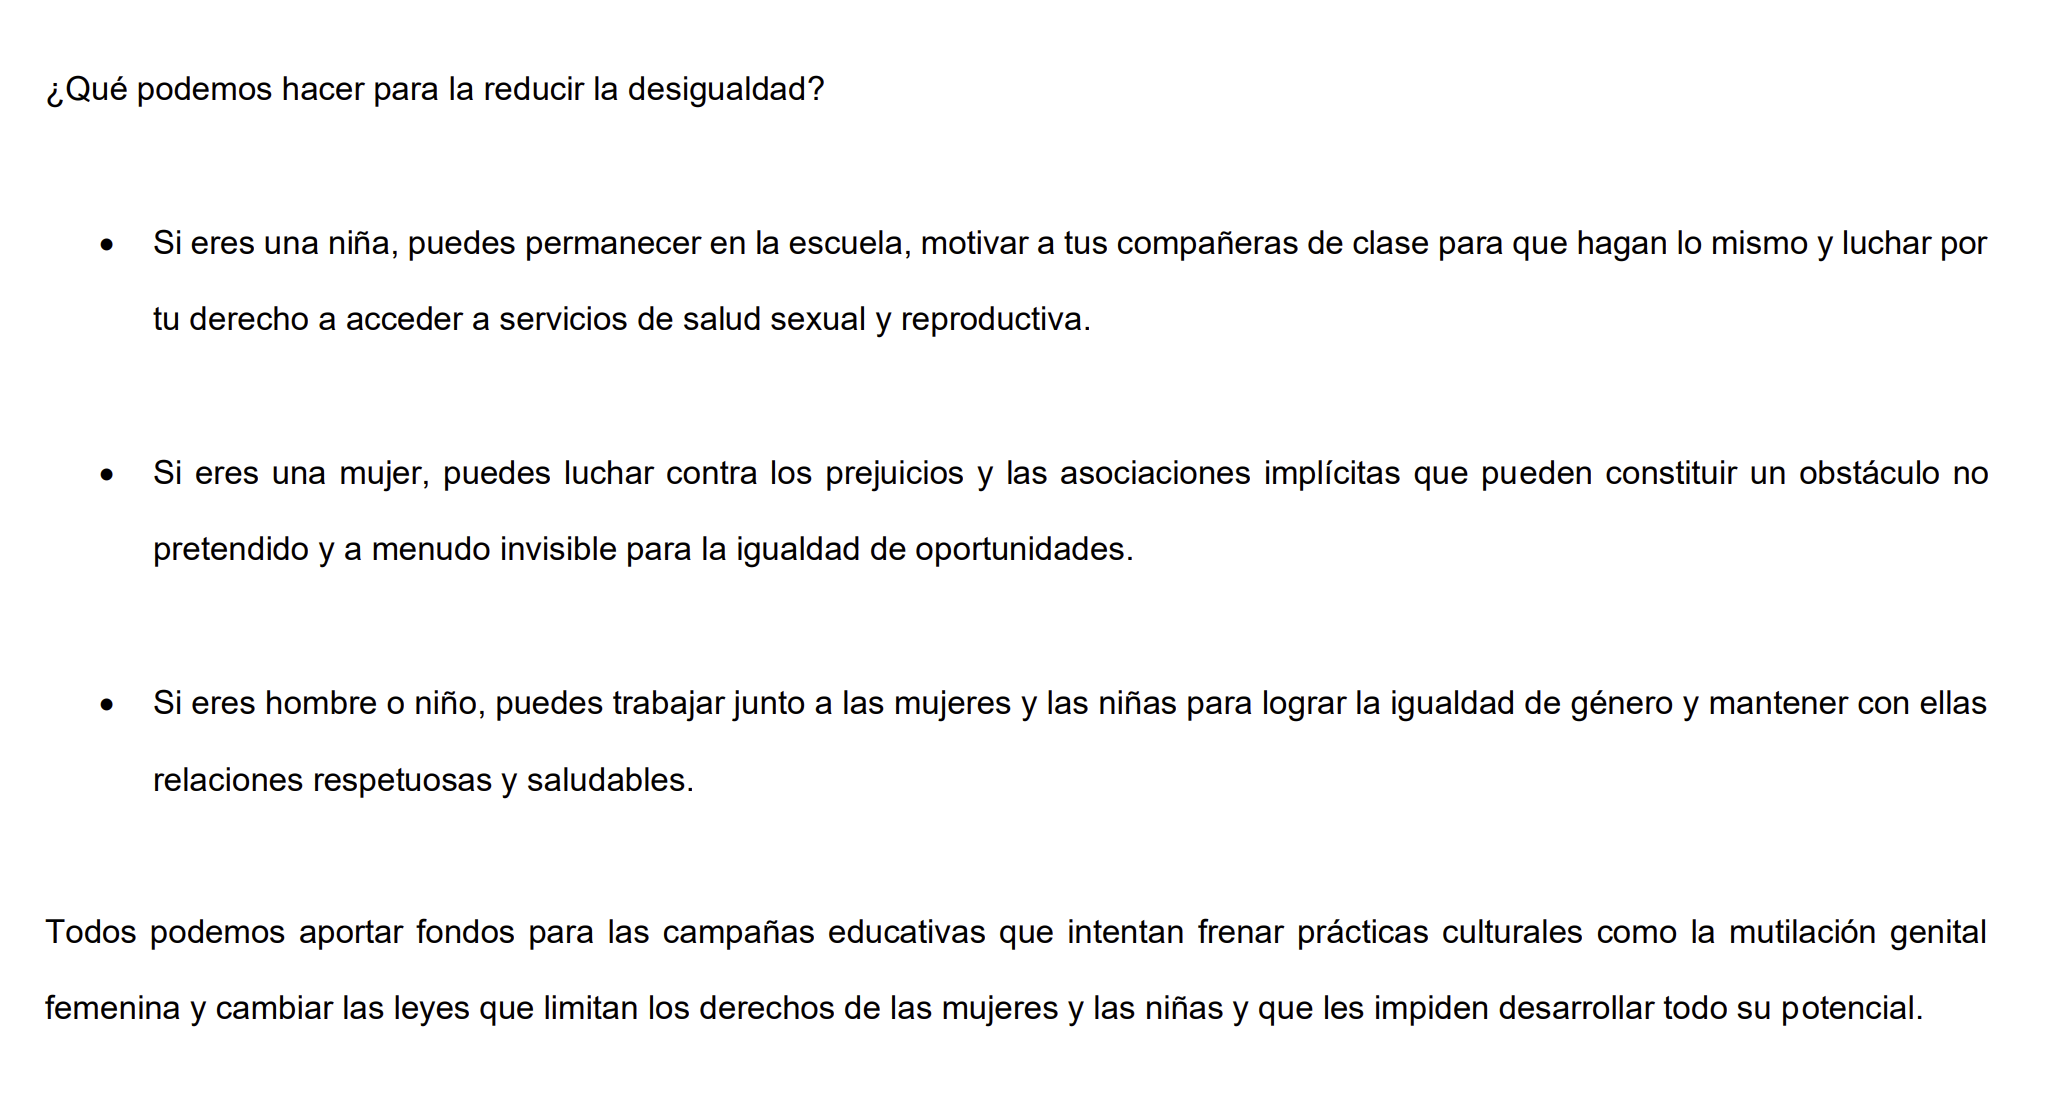 ¿Qué podemos hacer para la reducir la desigualdad?
• Si eres una niña, puedes permanecer en la escuela, motivar a tus compañeras de clase para que hagan lo mismo y luchar por
tu derecho a acceder a servicios de salud sexual y reproductiva.
• Si eres una mujer, puedes luchar contra los prejuicios y las asociaciones implícitas que pueden constituir un obstáculo no
pretendido y a menudo invisible para la igualdad de oportunidades.
• Si eres hombre o niño, puedes trabajar junto a las mujeres y las niñas para lograr la igualdad de género y mantener con ellas
relaciones respetuosas y saludables.
Todos podemos aportar fondos para las campañas educativas que intentan frenar prácticas culturales como la mutilación genital
femenina y cambiar las leyes que limitan los derechos de las mujeres y las niñas y que les impiden desarrollar todo su potencial.